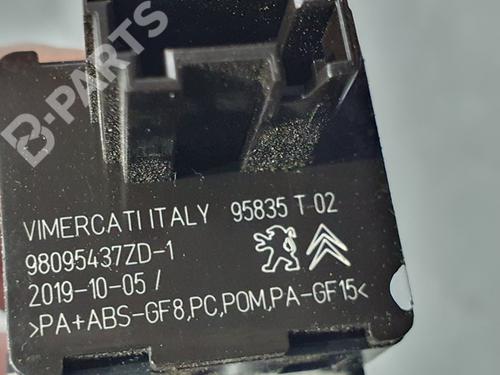 B-PARTS
VIMERCATI ITALY 95835 T-02
98095437ZD-1
2019-10-05 /
>PA+ABS-GF8,PC,POM,PA-GF15<